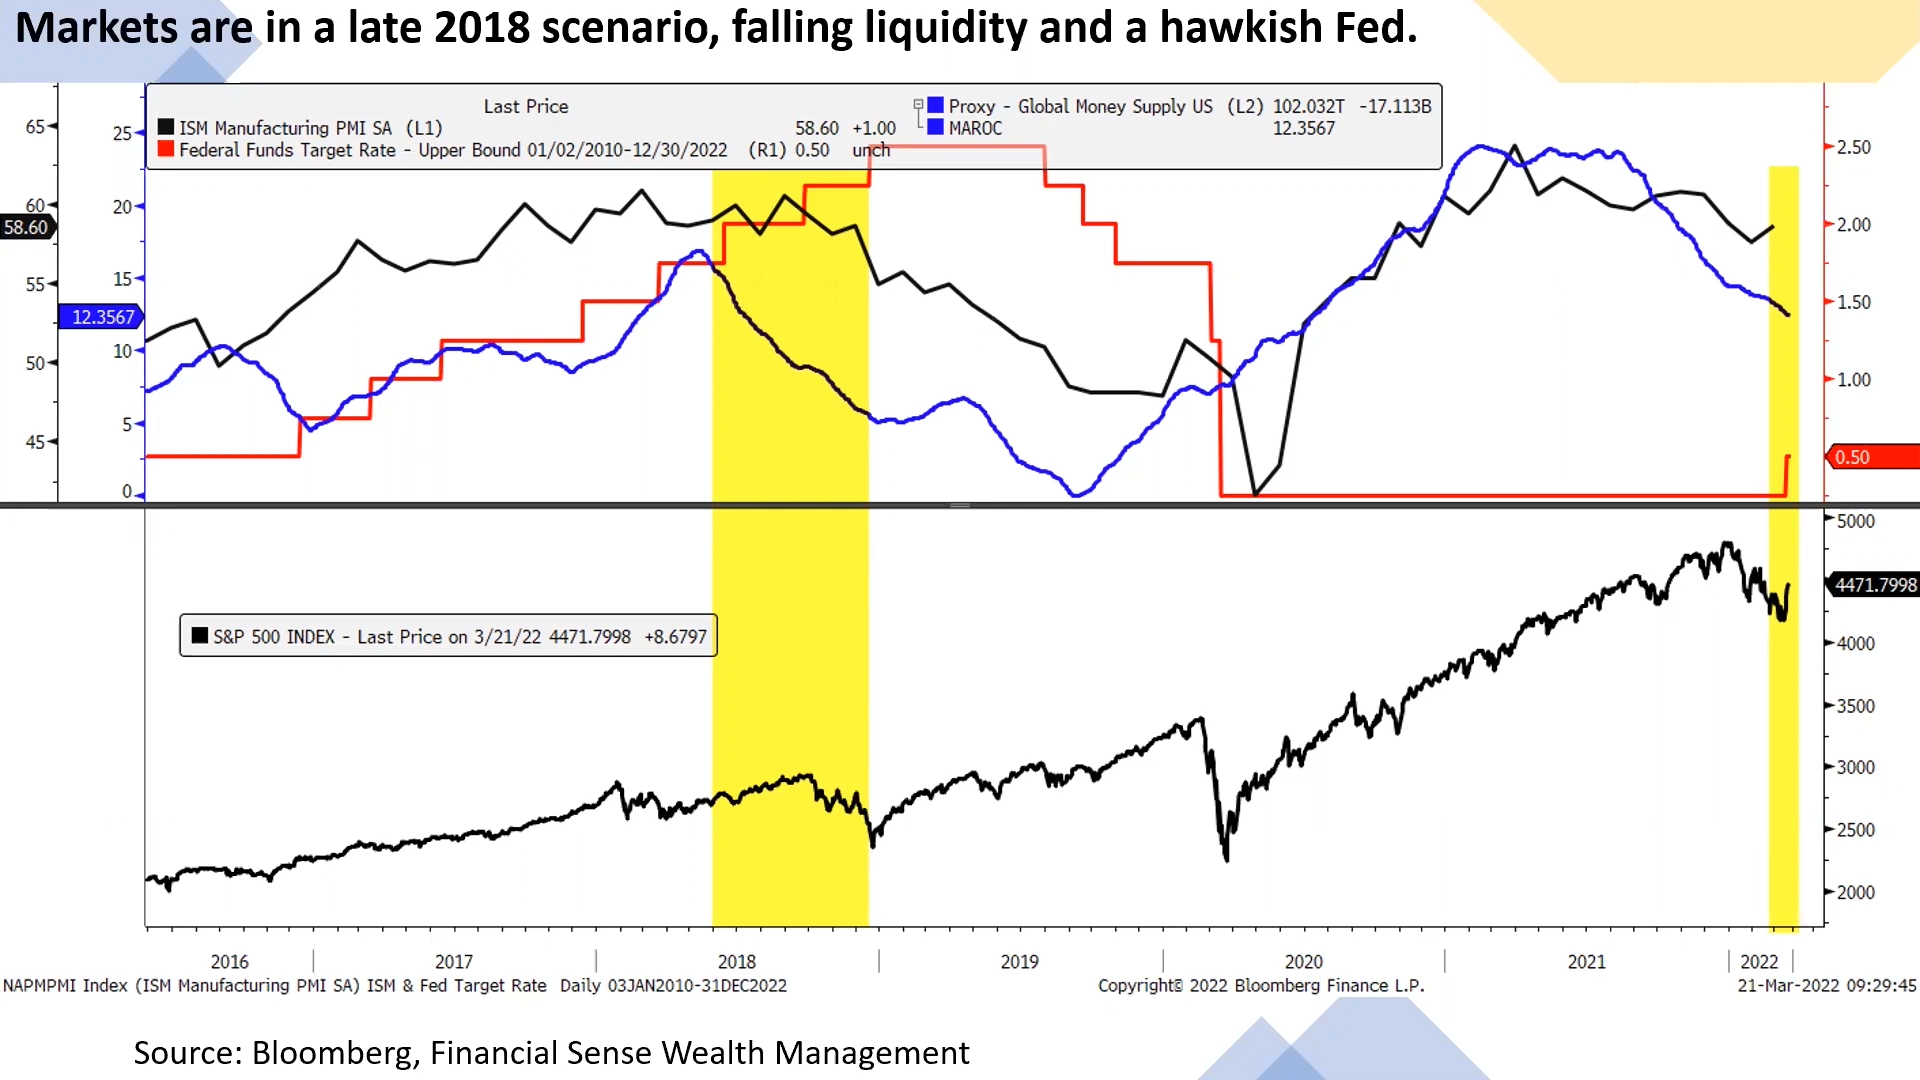 Markets are in a late 2018 scenario, falling liquidity and a hawkish Fed.
Last Price
ISM Manufacturing PMI SA (L1) 58.60 +1.00
Federal Funds Target Rate - Upper Bound 01/02/2010-12/30/2022 (R1) 0.50 unch
Proxy - Global Money Supply US (L2) 102.032T -17.113B
MAROC 12.3567
65
60
58.60
55
50
45
25
20
15
12.3567
10
5
0
2.50
2.00
1.50
1.00
0.50
S&P 500 INDEX - Last Price on 3/21/22 4471.7998 +8.6797
5000
4471.7998
4000
3500
3000
2500
2000
2016 2017 2018 2019 2020 2021 2022
NAPMPMI Index (ISM Manufacturing PMI SA) ISM & Fed Target Rate Daily 03JAN2010-31DEC2022 Copyright© 2022 Bloomberg Finance L.P. 21-Mar-2022 09:29:45
Source: Bloomberg, Financial Sense Wealth Management